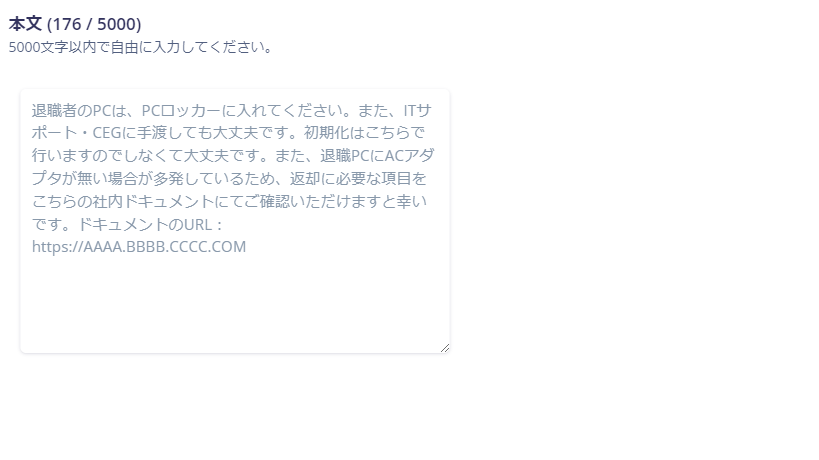 本文 (176 / 5000)
5000文字以内で自由に入力してください。
退職者のPCは、PCロッカーに入れてください。また、ITサ
ポート・CEGに手渡しても大丈夫です。初期化はこちらで
行いますのでしなくて大丈夫です。また、退職PCにACアダ
プタが無い場合が多発しているため、返却に必要な項目を
こちらの社内ドキュメントにてご確認いただけますと幸い
です。ドキュメントのURL：
https://AAAA.BBBB.CCCC.COM